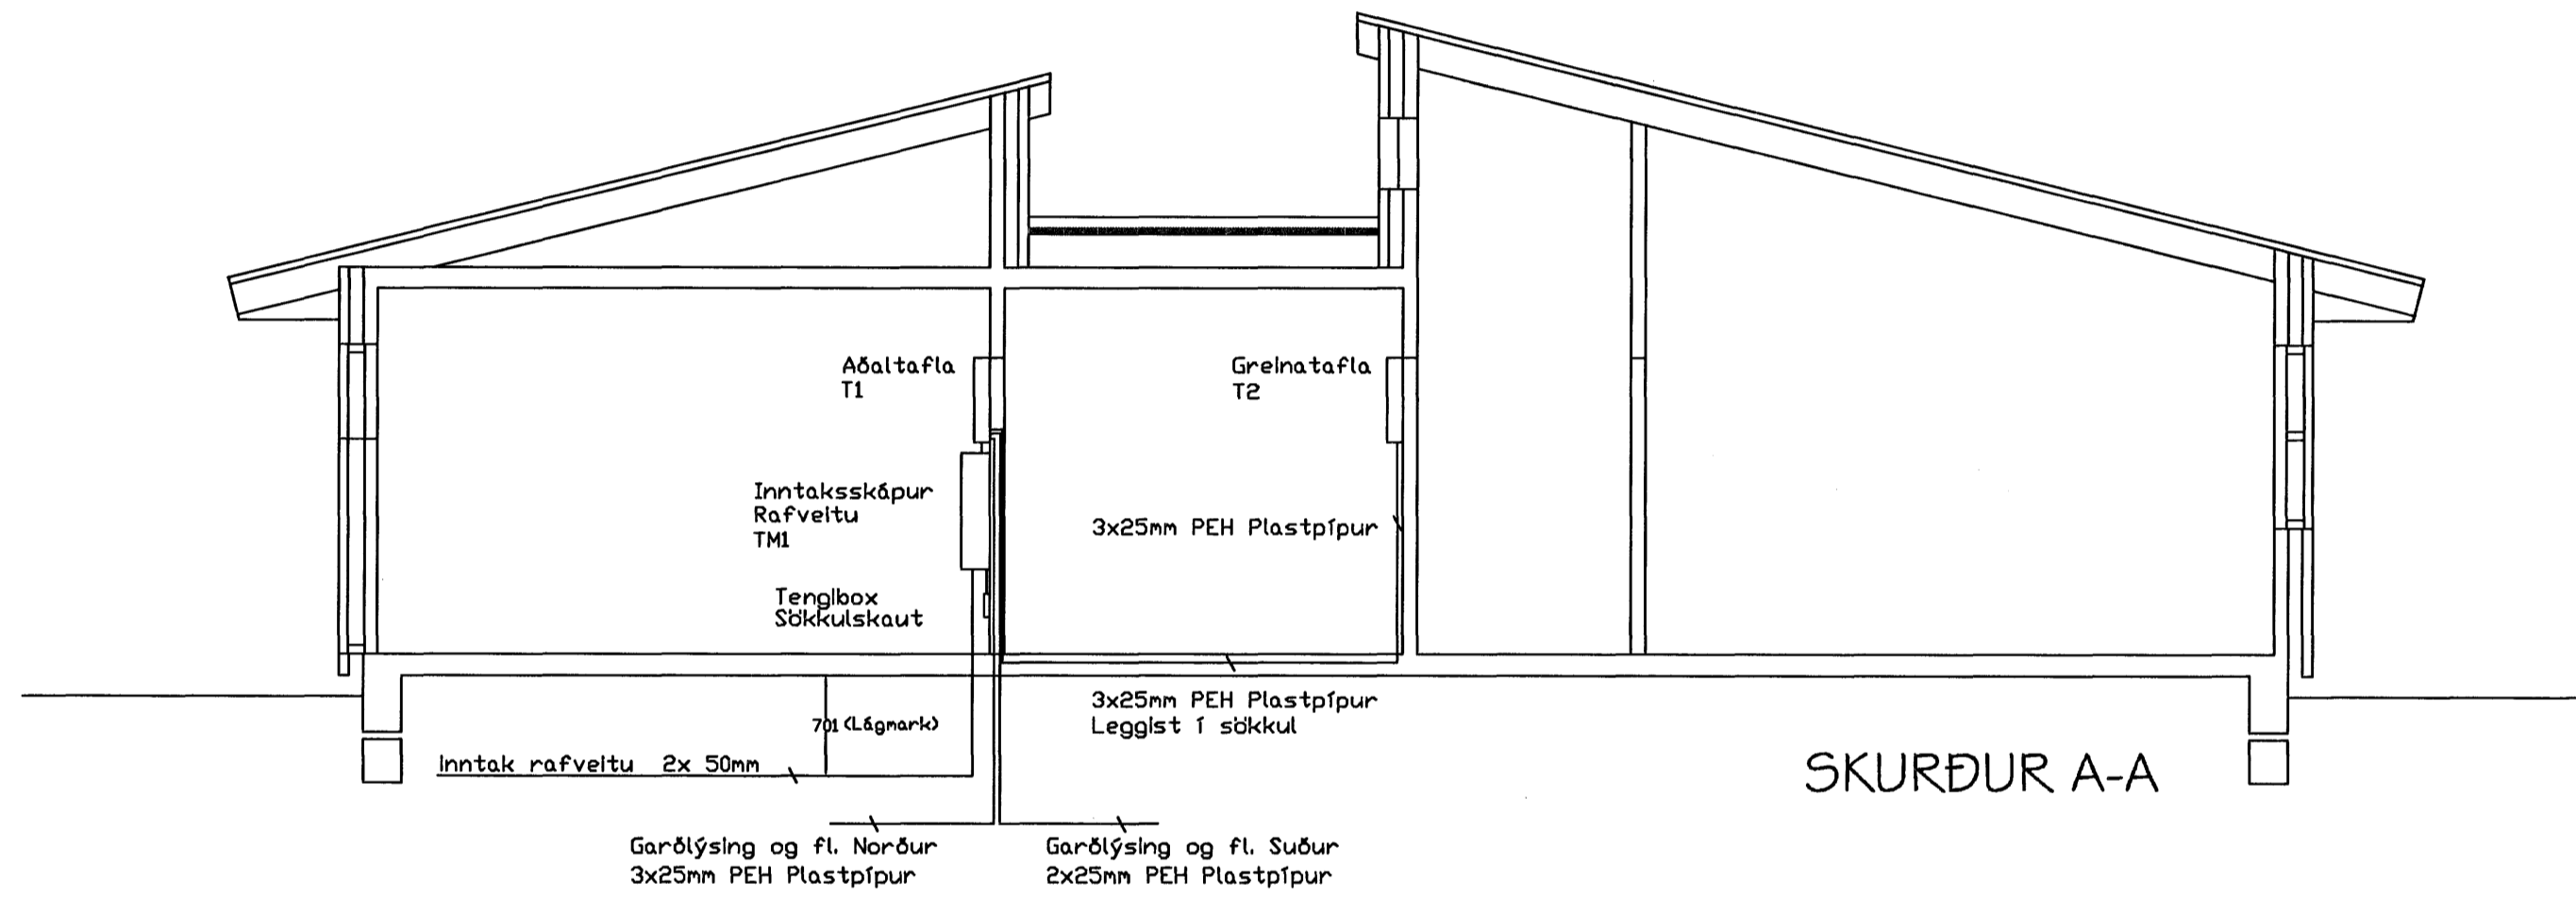 Aðaltafla
T1
Greinatafla
T2
Inntaksskápur
Rafveitu
TM1
3x25mm PEH Plastpípur
Tengibox
Sökkulskaut
3x25mm PEH Plastpípur
Leggist í sökkul
701 (Lágmark)
Inntak rafveitu 2x 50mm
SKURÐUR A-A
Garðlýsing og fl. Norður
3x25mm PEH Plastpípur
Garðlýsing og fl. Suður
2x25mm PEH Plastpípur